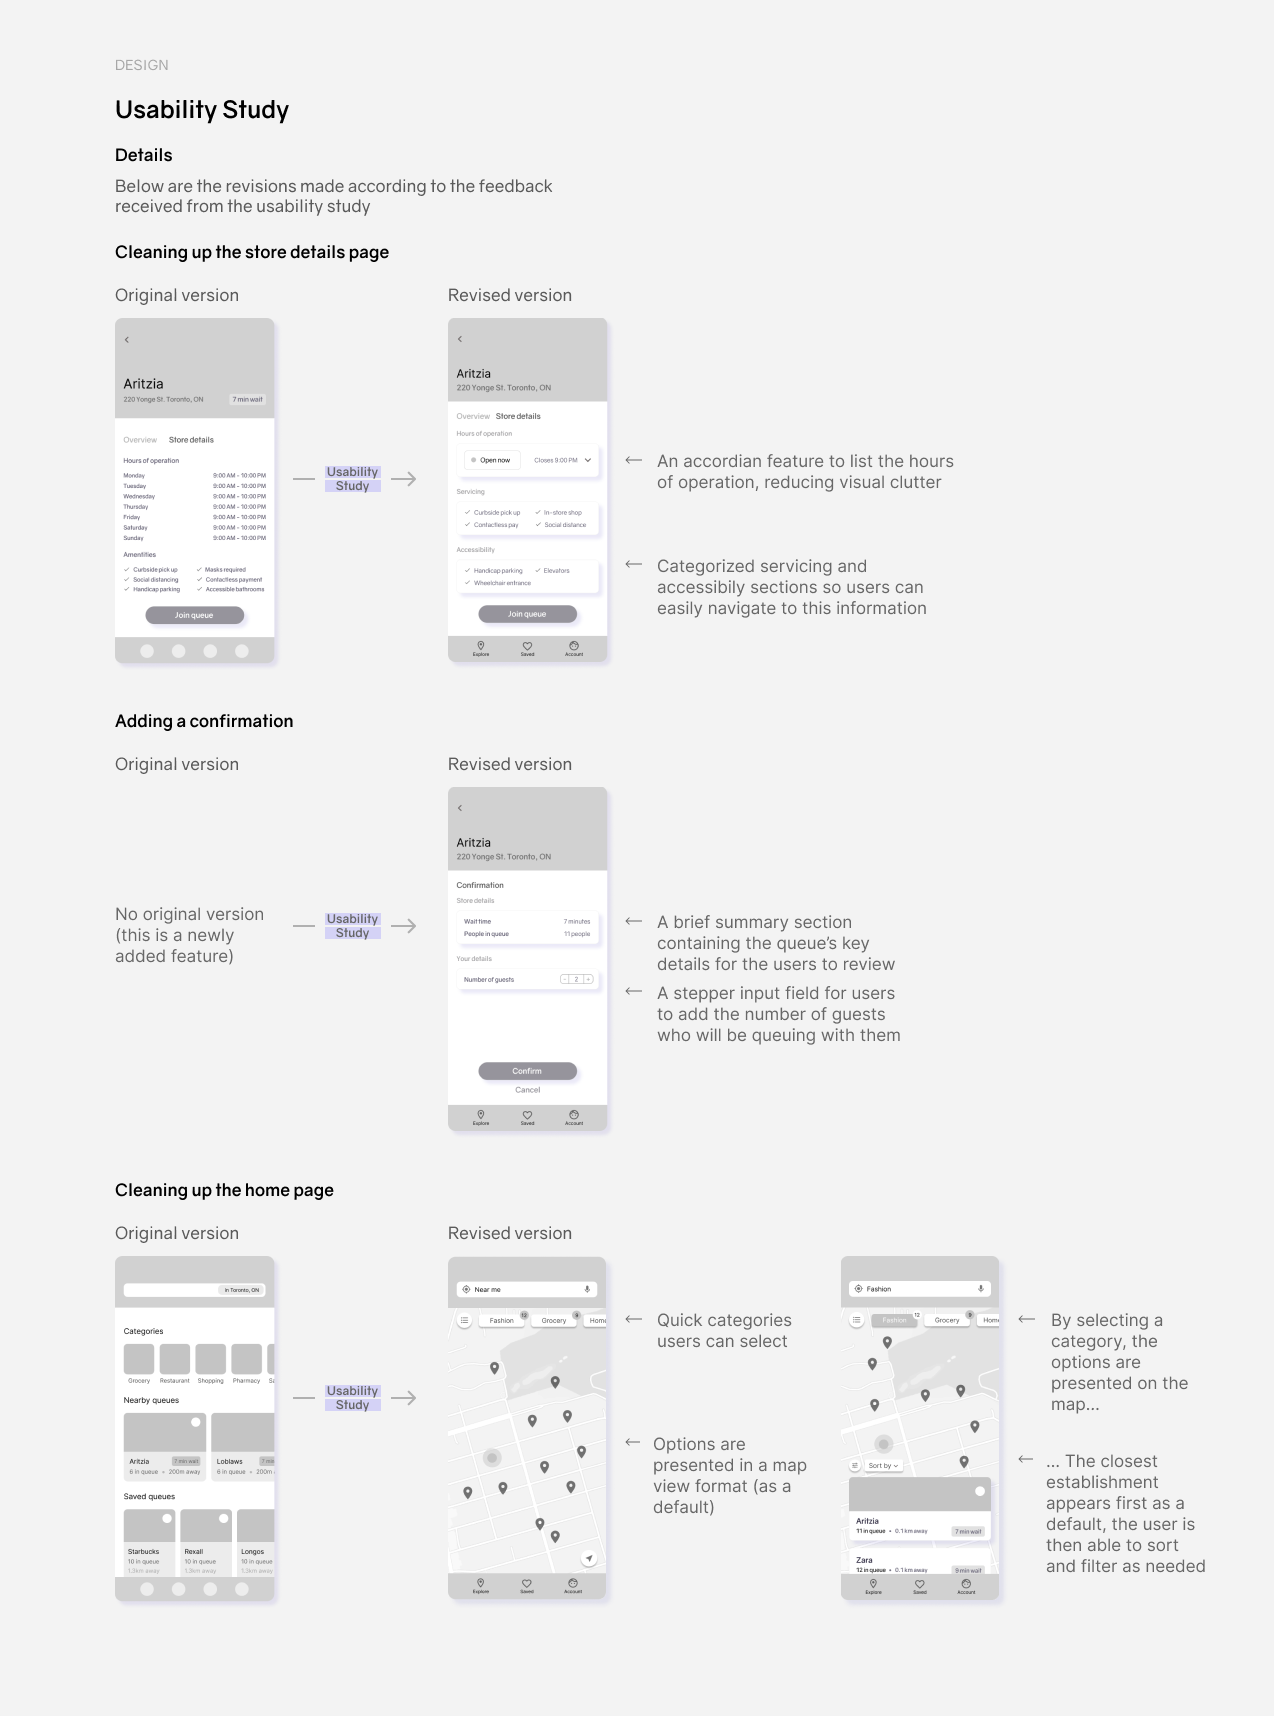 DESIGN
Usability Study
Details
Below are the revisions made according to the feedback
received from the usability study
Cleaning up the store details page
Original version
Aritzia
220 Yonge St. Toronto, ON
7 min wait
Overview Store details
Hours of operation
Monday 9:00 AM - 10:00 PM
Tuesday 9:00 AM - 10:00 PM
Wednesday 9:00 AM - 10:00 PM
Thursday 9:00 AM - 10:00 PM
Friday 9:00 AM - 10:00 PM
Saturday 9:00 AM - 10:00 PM
Sunday 9:00 AM - 10:00 PM
Amentities
Curbside pick up Masks required
Social distancing Contactless payment
Handicap parking Accessible bathrooms
Join queue
Usability
Study
Revised version
Aritzia
220 Yonge St. Toronto, ON
Overview Store details
Hours of operation
Open now Closes 9:00 PM
Servicing
Curbside pick up In-store shop
Contactless pay Social distance
Accessibility
Handicap parking Elevators
Wheelchair entrance
Join queue
Explore Saved Account
An accordian feature to list the hours
of operation, reducing visual clutter
Categorized servicing and
accessibily sections so users can
easily navigate to this information
Adding a confirmation
Original version
No original version
(this is a newly
added feature)
Usability
Study
Revised version
Aritzia
220 Yonge St. Toronto, ON
Confirmation
Store details
Wait time 7 minutes
People in queue 11 people
Your details
Number of guests - 2 +
Confirm
Cancel
Explore Saved Account
A brief summary section
containing the queue's key
details for the users to review
A stepper input field for users
to add the number of guests
who will be queuing with them
Cleaning up the home page
Original version
in Toronto, ON
Categories
Grocery Restaurant Shopping Pharmacy
Nearby queues
Aritzia 7 min wait
6 in queue • 200m away
Loblaws 7 min
6 in queue • 200m
Saved queues
Starbucks Rexall Longos
10 in queue 10 in queue 10 in queue
1.3km away 1.3km away 1.3km away
Usability
Study
Revised version
Near me
Fashion 12 Grocery 9 Home
Explore Saved Account
Quick categories
users can select
Options are
presented in a map
view format (as a
default)
Fashion
Fashion 12 Grocery 9 Home
Sort by
Aritzia
11 in queue • 0.1 km away 7 min wait
Zara
12 in queue • 0.1 km away 9 min wait
Explore Saved Account
By selecting a
category, the
options are
presented on the
map...
... The closest
establishment
appears first as a
default, the user is
then able to sort
and filter as needed